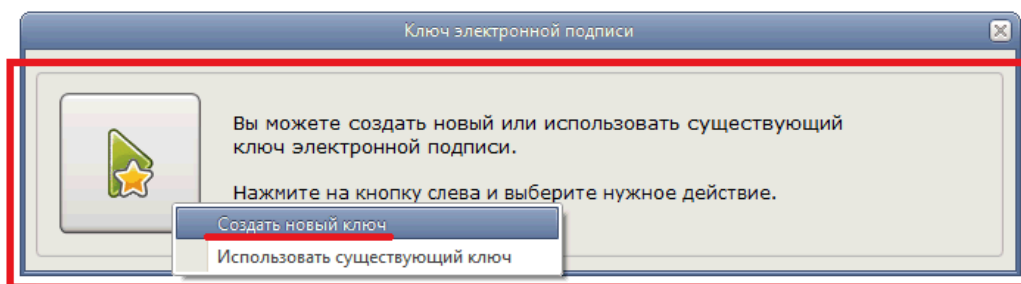 Ключ электронной подписи
Вы можете создать новый или использовать существующий
ключ электронной подписи.
Нажмите на кнопку слева и выберите нужное действие.
Создать новый ключ
Использовать существующий ключ